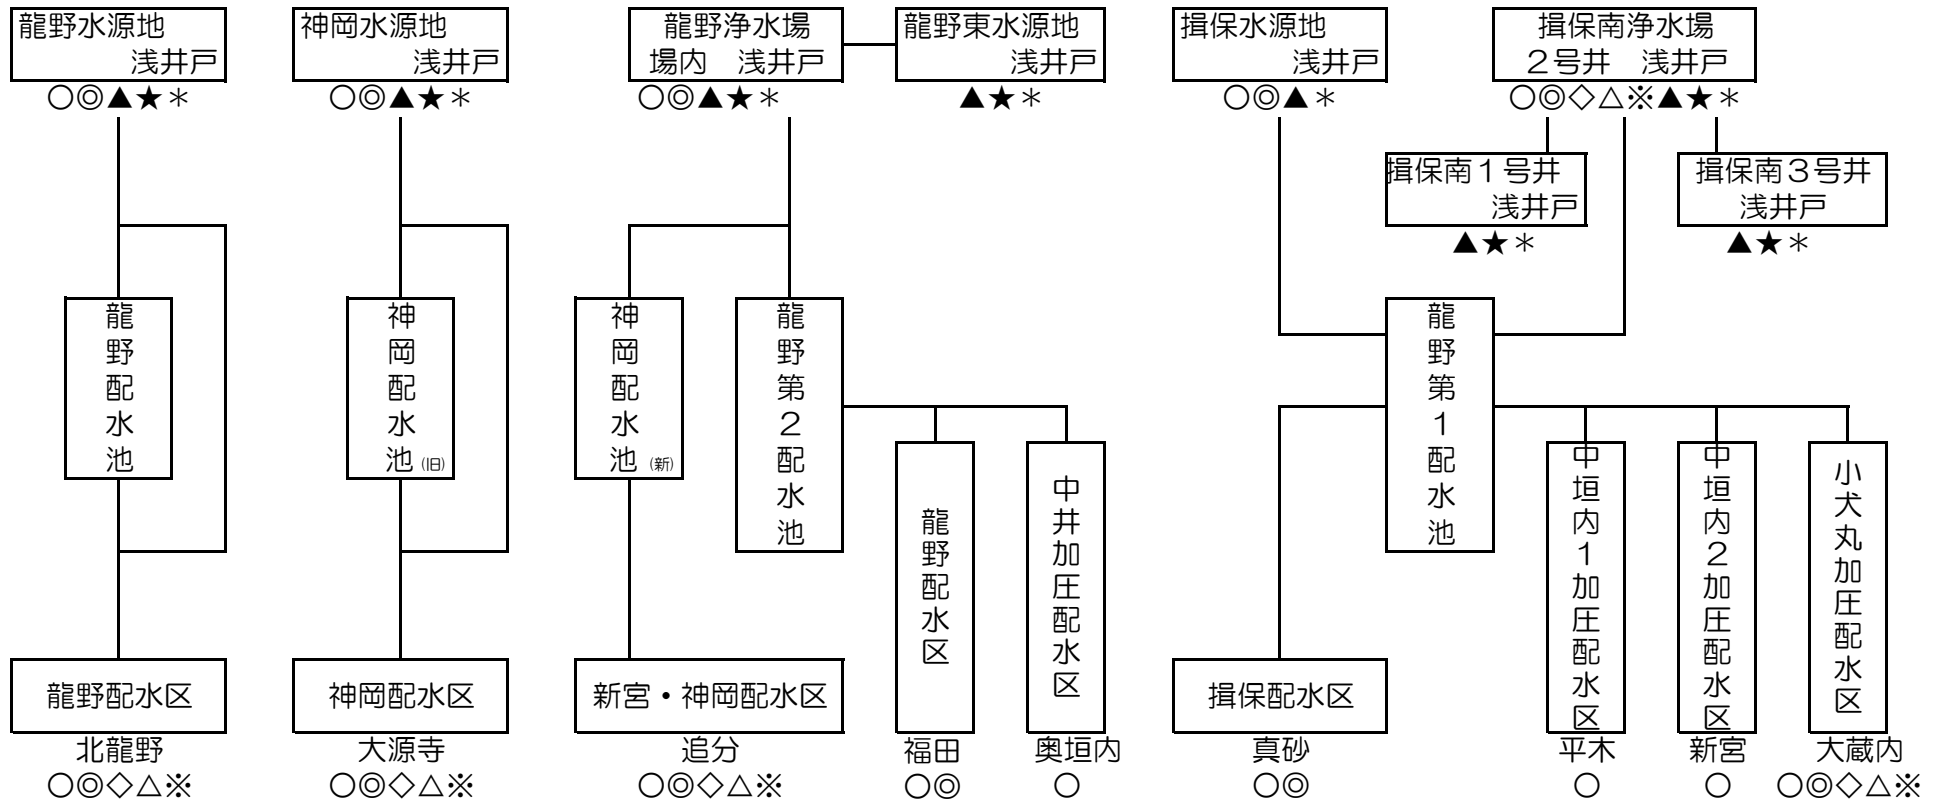 龍野水源地
浅井戸
○◎▲★＊
神岡水源地
浅井戸
○◎▲★＊
龍野浄水場
場内　浅井戸
○◎▲★＊
龍野東水源地
浅井戸
▲★＊
揖保水源地
浅井戸
○◎▲＊
揖保南浄水場
２号井　浅井戸
○◎◇△※▲★＊
揖保南１号井
浅井戸
▲★＊
揖保南３号井
浅井戸
▲★＊
龍野配水池
神岡配水池(旧)
神岡配水池(新)
龍野第２配水池
龍野第１配水池
龍野配水区
北龍野
○◎◇△※
神岡配水区
大源寺
○◎◇△※
新宮・神岡配水区
追分
○◎◇△※
龍野配水区
福田
○◎
中井加圧配水区
奥垣内
○
揖保配水区
真砂
○◎
中垣内１加圧配水区
平木
○
中垣内２加圧配水区
新宮
○
小犬丸加圧配水区
大蔵内
○◎◇△※